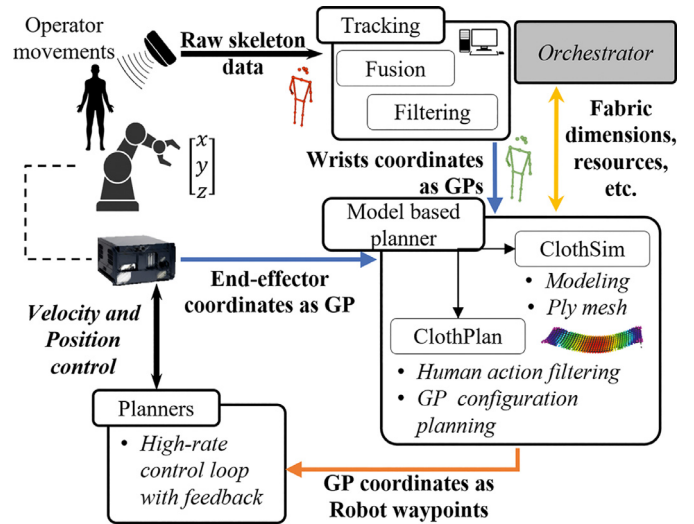 Operator
movements
Raw skeleton
data
Tracking
Fusion
Filtering
Orchestrator
x
y
z
Wrists coordinates
as GPs
Fabric
dimensions,
resources,
etc.
Model based
planner
ClothSim
• Modeling
• Ply mesh
End-effector
coordinates as GP
ClothPlan
• Human action filtering
• GP configuration
planning
Velocity and
Position
control
Planners
• High-rate
control loop
with feedback
GP coordinates as
Robot waypoints